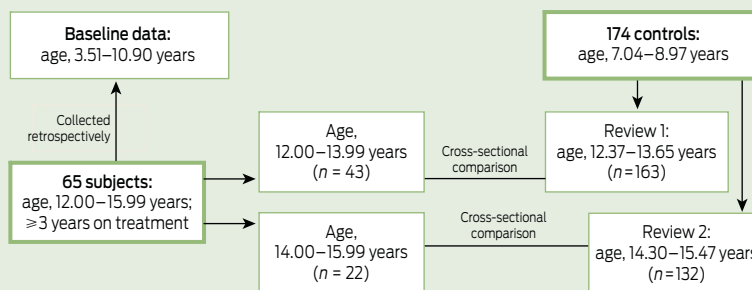 Baseline data:
age, 3.51–10.90 years
174 controls:
age, 7.04–8.97 years
Collected
retrospectively
65 subjects:
age, 12.00–15.99 years;
⩾3 years on treatment
Age,
12.00–13.99 years
(n = 43)
Cross-sectional
comparison
Review 1:
age, 12.37–13.65 years
(n=163)
Age,
14.00–15.99 years
(n = 22)
Cross-sectional
comparison
Review 2:
age, 14.30–15.47 years
(n=132)